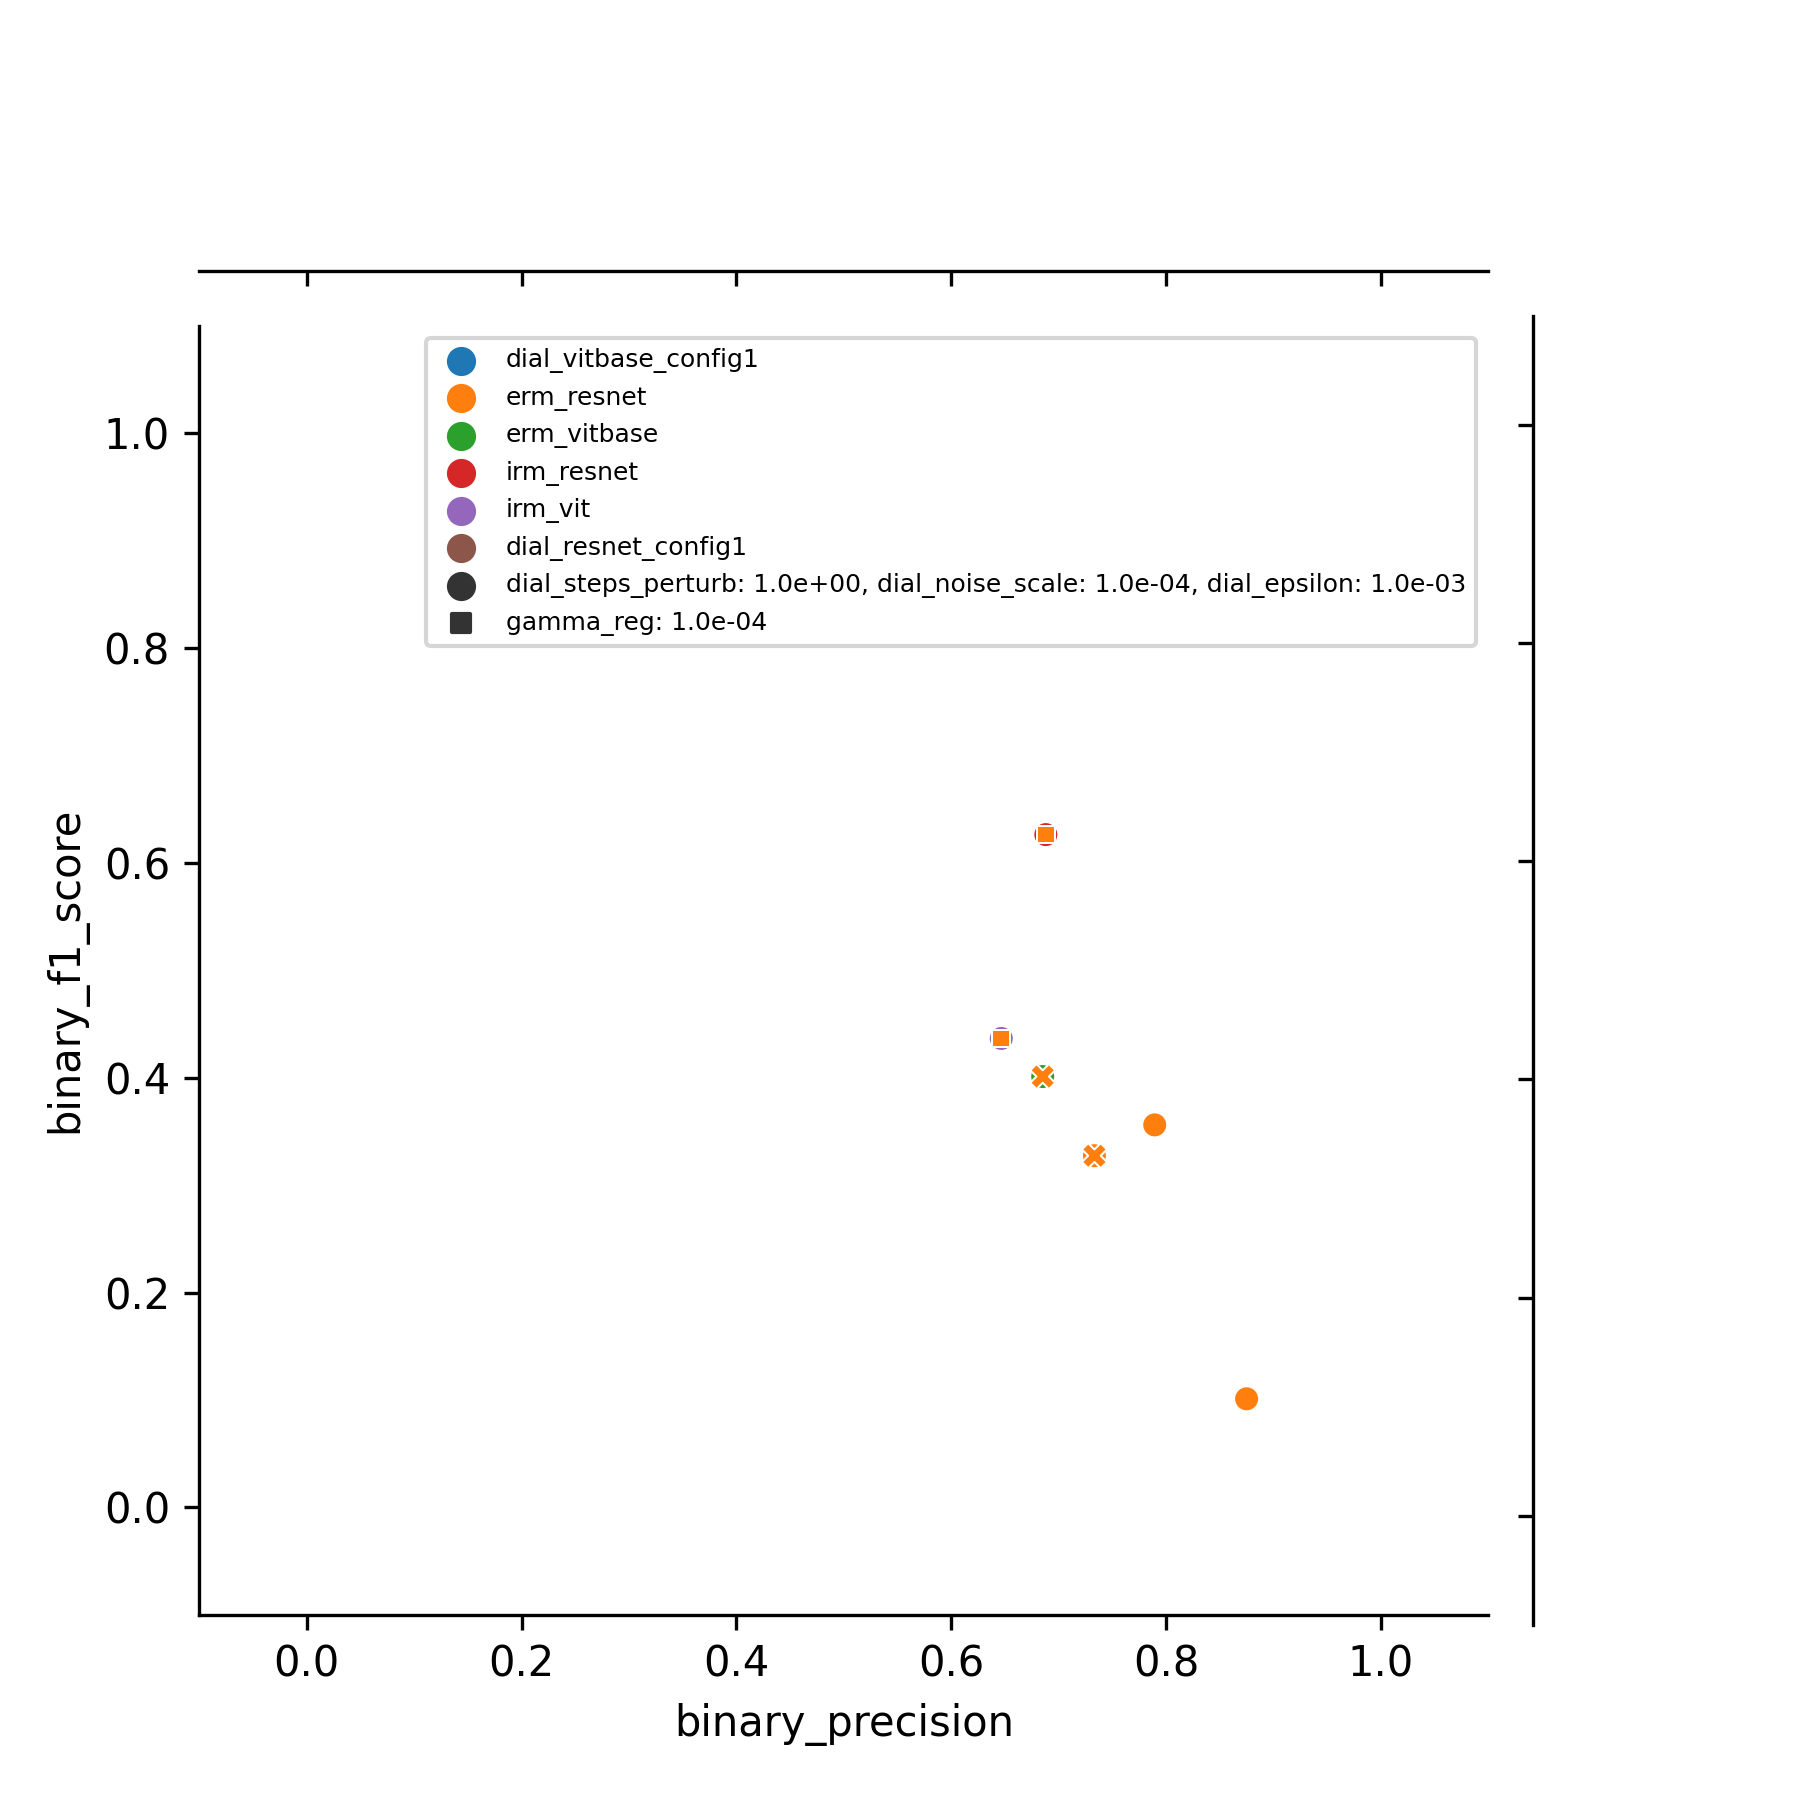 dial_vitbase_config1
erm_resnet
erm_vitbase
irm_resnet
irm_vit
dial_resnet_config1
dial_steps_perturb: 1.0e+00, dial_noise_scale: 1.0e-04, dial_epsilon: 1.0e-03
gamma_reg: 1.0e-04
1.0
0.8
0.6
0.4
0.2
0.0
binary_f1_score
0.0 0.2 0.4 0.6 0.8 1.0
binary_precision